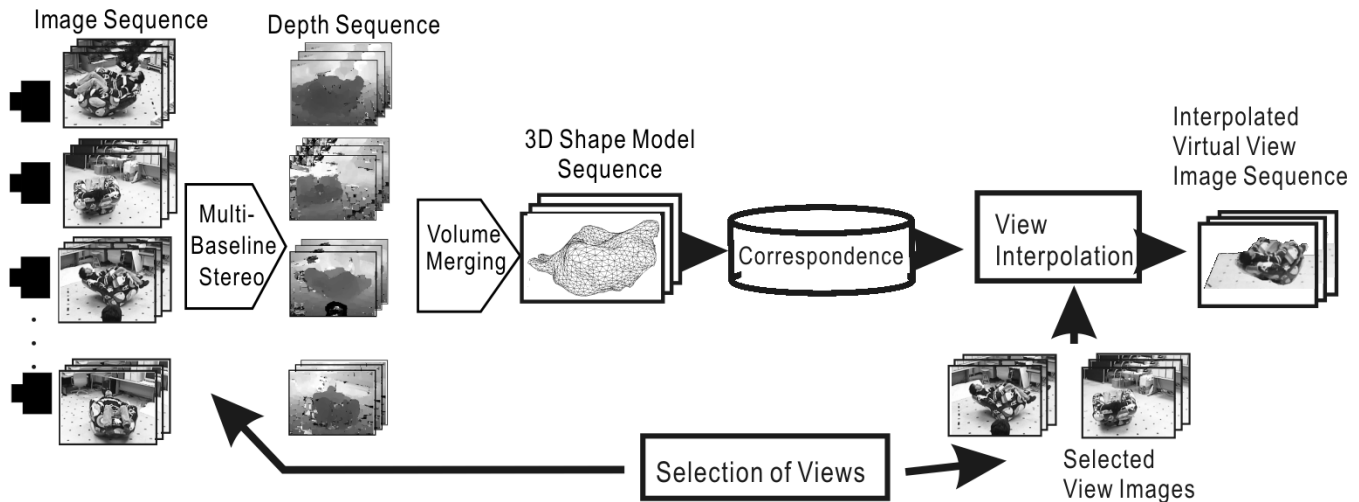 Image Sequence
Depth Sequence
Multi-
Baseline
Stereo
Volume
Merging
3D Shape Model
Sequence
Correspondence
View
Interpolation
Interpolated
Virtual View
Image Sequence
Selection of Views
Selected
View Images